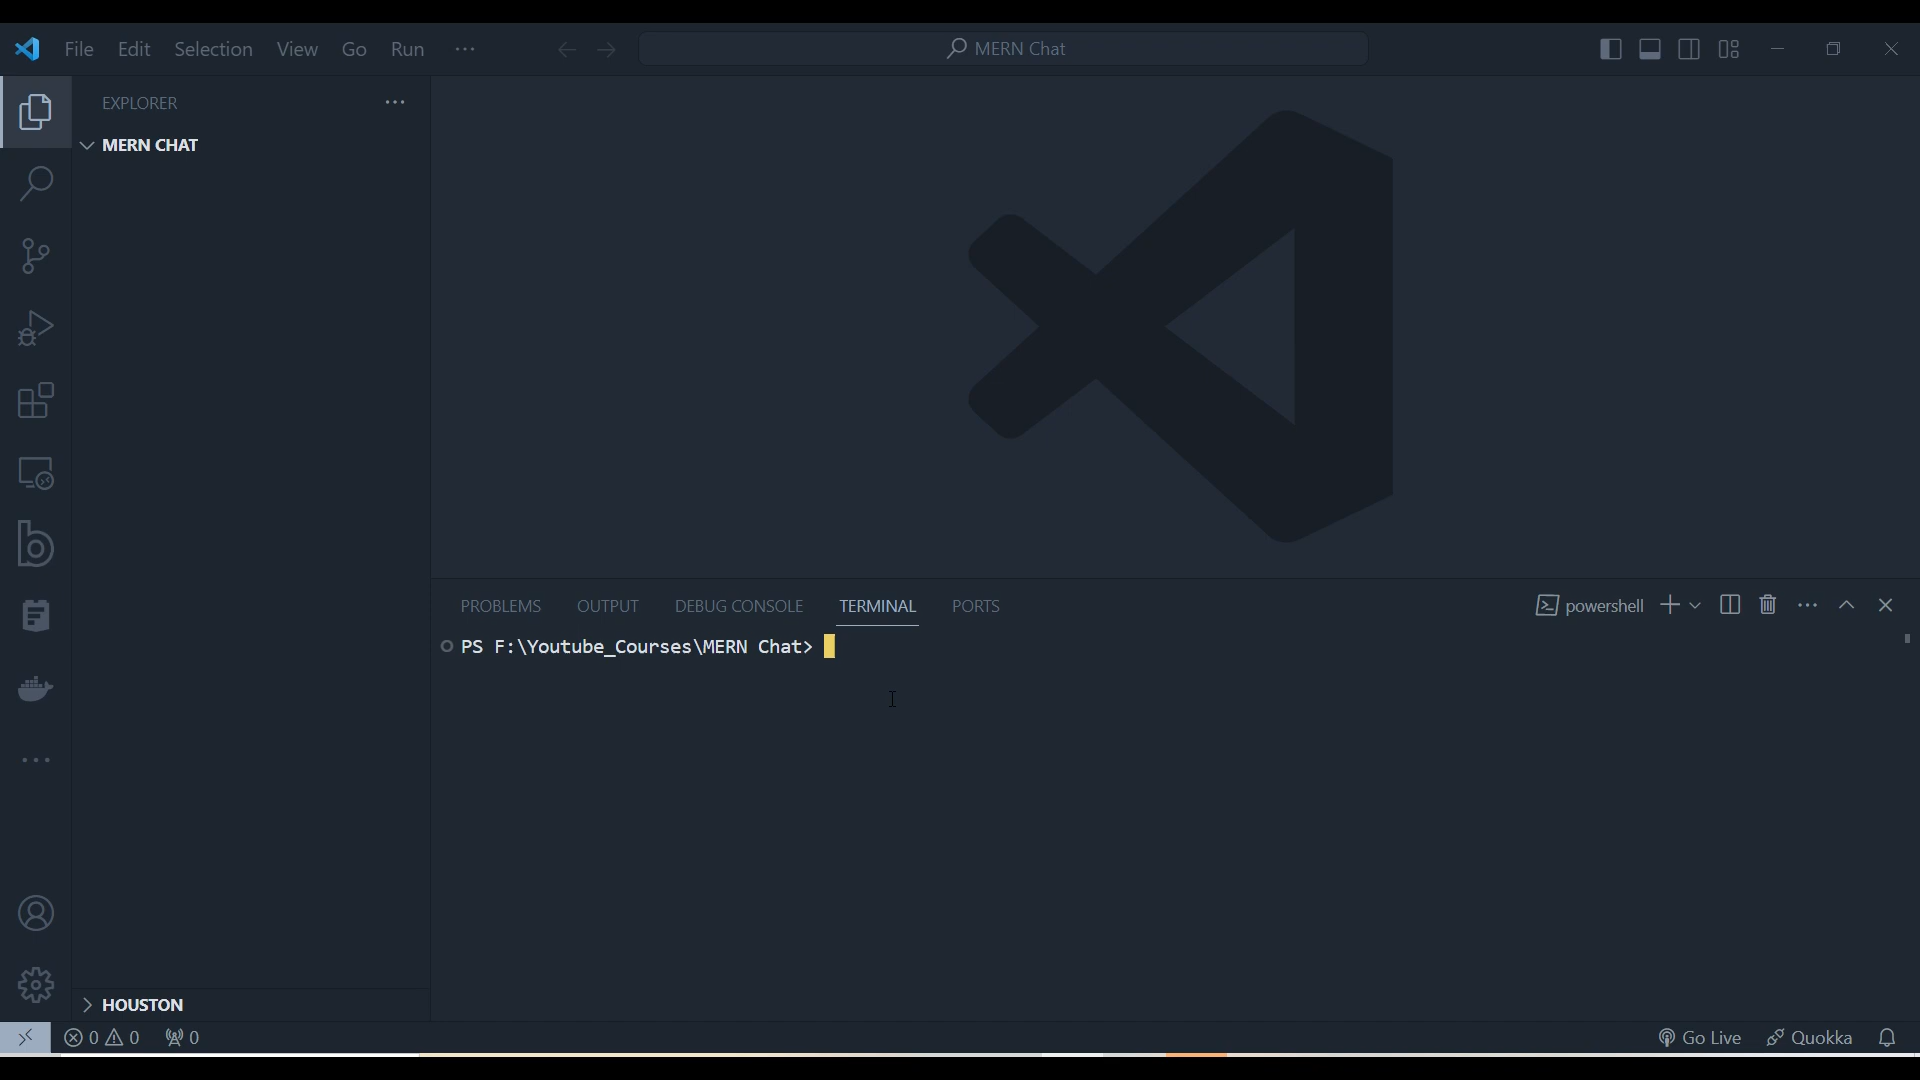 File Edit Selection View Go Run ···
MERN Chat
EXPLORER ···
MERN CHAT
PROBLEMS OUTPUT DEBUG CONSOLE TERMINAL PORTS
powershell
PS F:\Youtube_Courses\MERN Chat>
HOUSTON
0 0 0
Go Live Quokka